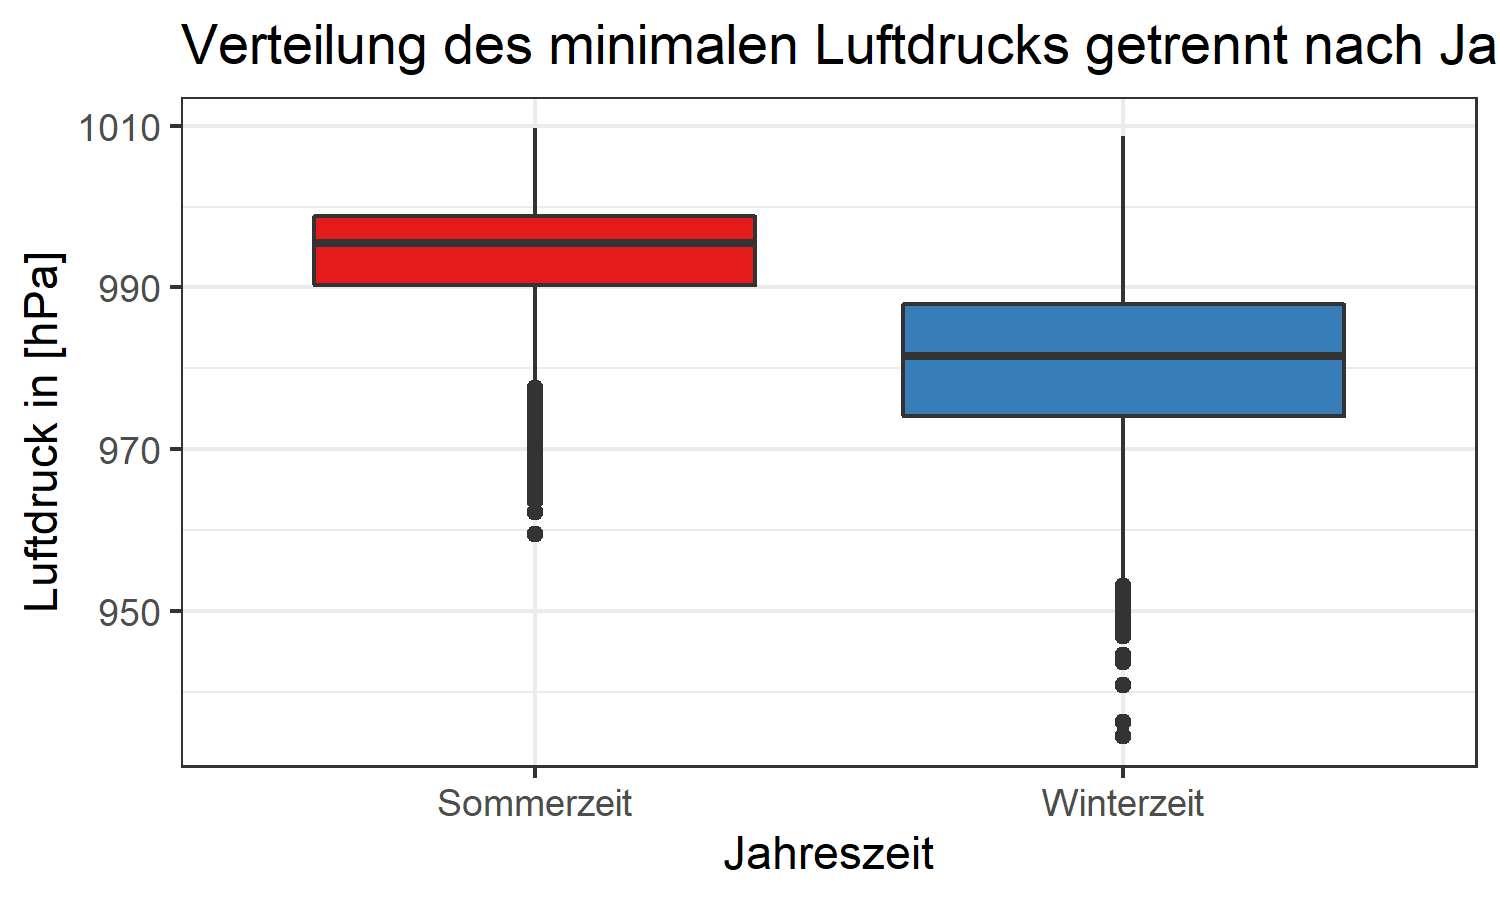 Verteilung des minimalen Luftdrucks getrennt nach Ja
1010
990
970
950
Luftdruck in [hPa]
Sommerzeit
Winterzeit
Jahreszeit